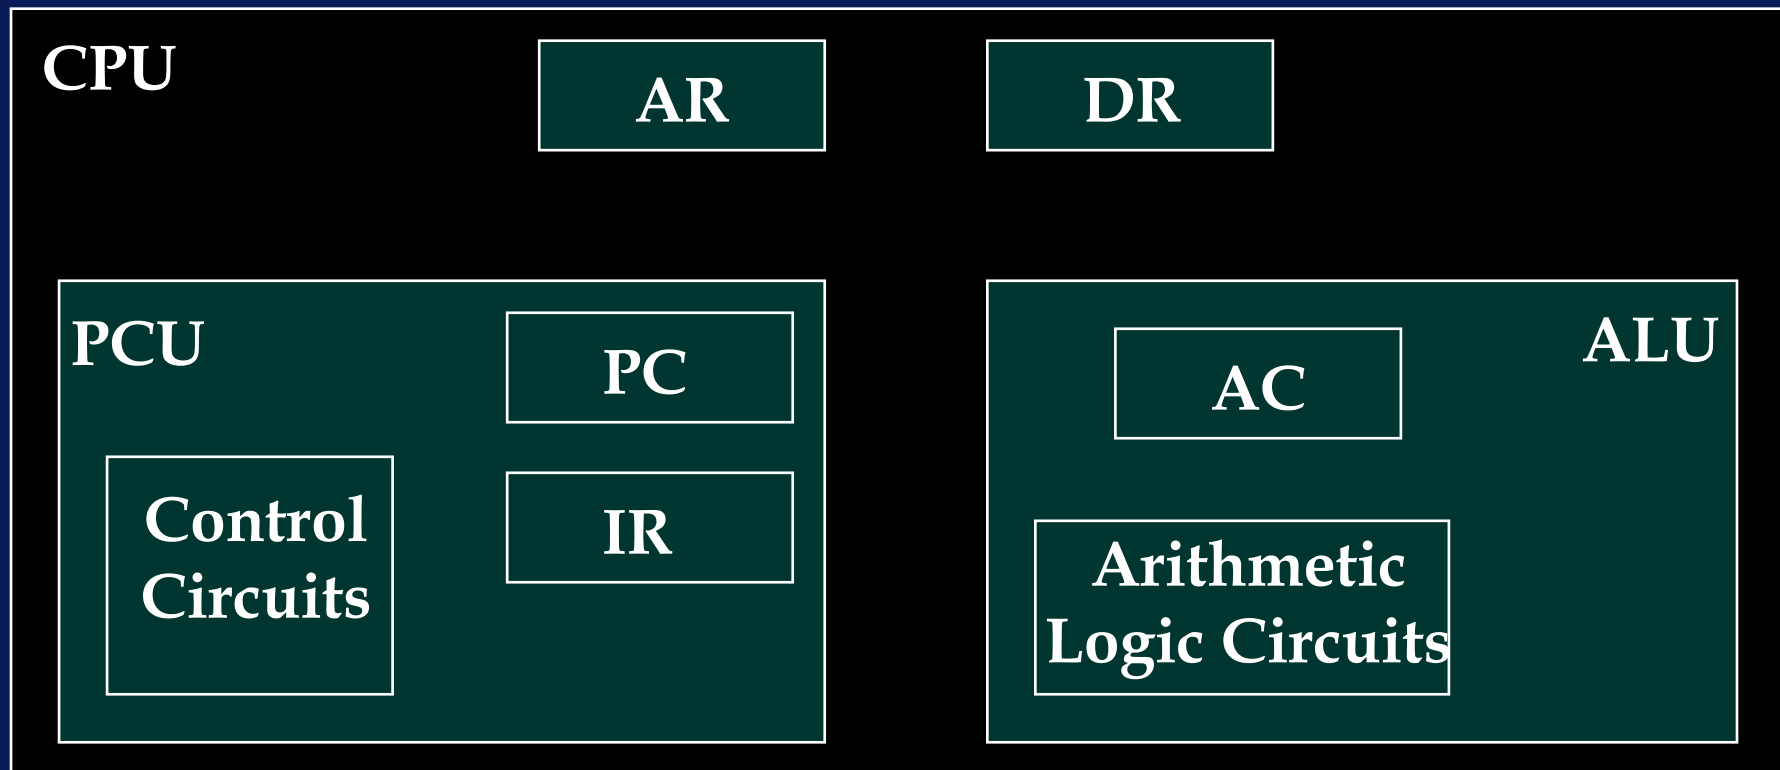 CPU
AR
DR
PCU
PC
IR
Control
Circuits
ALU
AC
Arithmetic
Logic Circuits